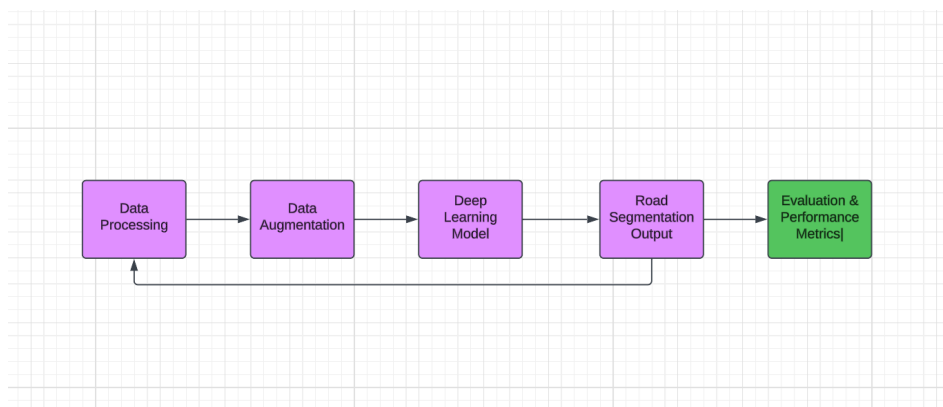 Data
Processing
Data
Augmentation
Deep
Learning
Model
Road
Segmentation
Output
Evaluation &
Performance
Metrics